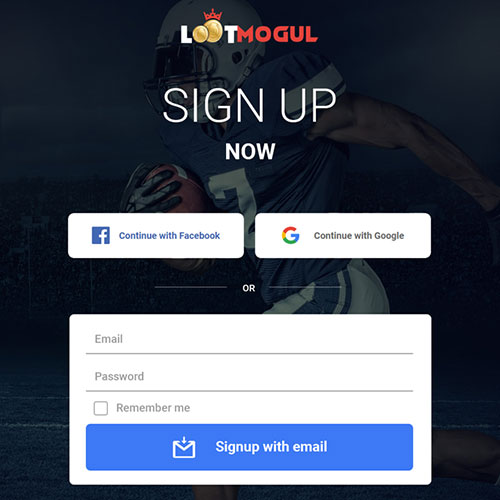 LOOTMOGUL
SIGN UP
NOW
Continue with Facebook
Continue with Google
OR
Email
Password
Remember me
Signup with email